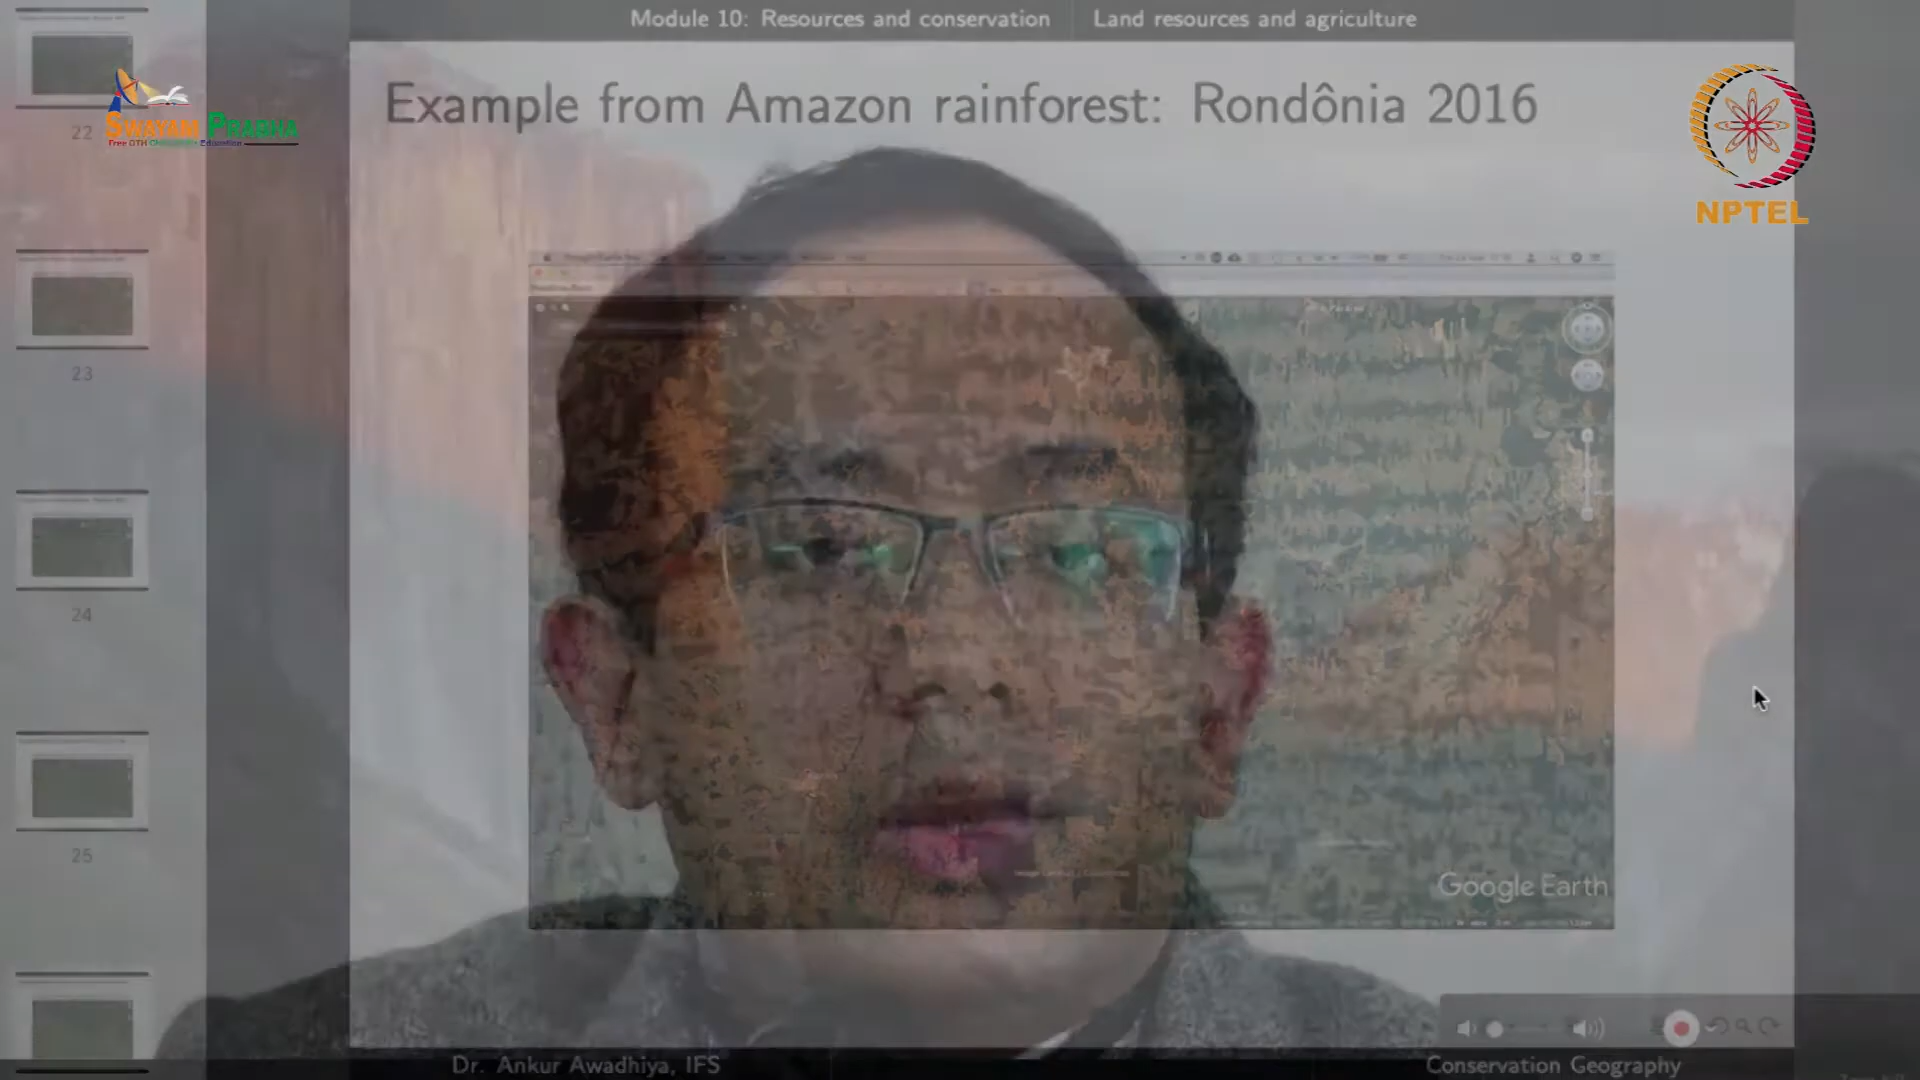 Module 10: Resources and conservation
Land resources and agriculture
Example from Amazon rainforest: Rondônia 2016
22
SWAYAM PRABHA
NPTEL
23
24
25
Google Earth
Dr. Ankur Awadhiya, IFS
Conservation Geography